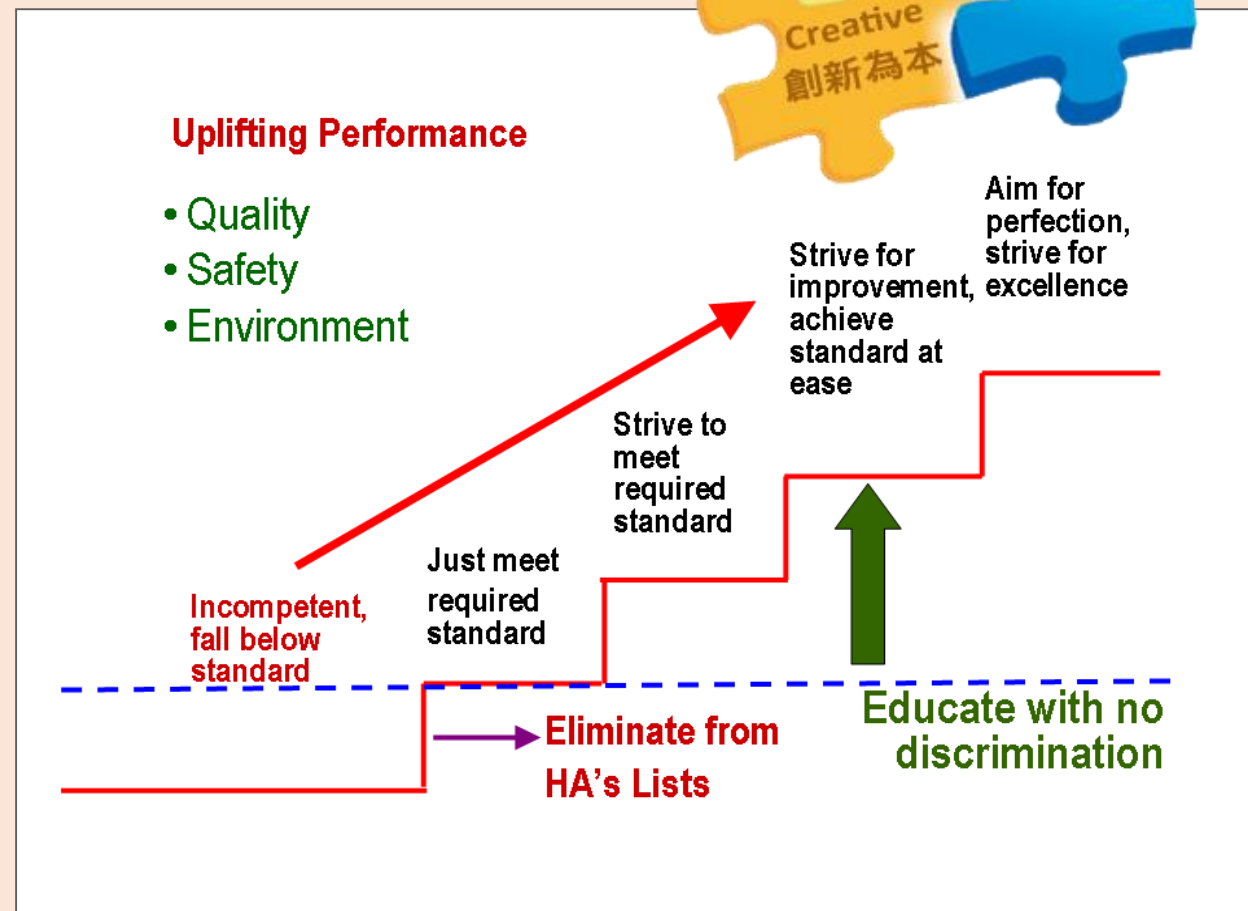 Creative
創新為本
Uplifting Performance
• Quality
• Safety
• Environment
Aim for
perfection,
strive for
excellence
Strive for
improvement,
achieve
standard at
ease
Strive to
meet
required
standard
Just meet
required
standard
Incompetent,
fall below
standard
Eliminate from
HA’s Lists
Educate with no
discrimination